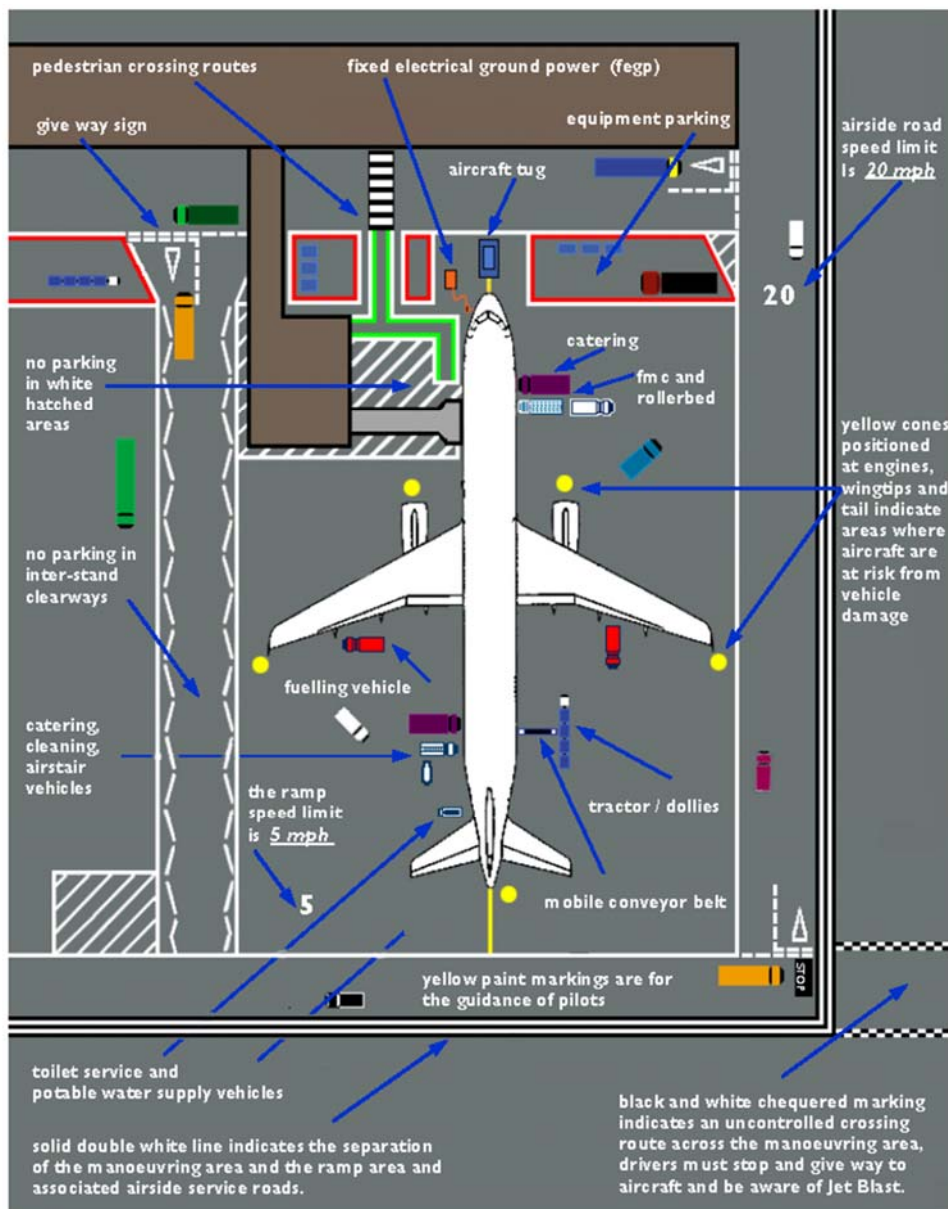 pedestrian crossing routes
fixed electrical ground power (fegp)
give way sign
equipment parking
airside road
speed limit
is 20 mph
aircraft tug
20
catering
fmc and
rollerbed
no parking
in white
hatched
areas
yellow cones
positioned
at engines,
wingtips and
tail indicate
areas where
aircraft are
at risk from
vehicle
damage
no parking in
inter-stand
clearways
fuelling vehicle
catering,
cleaning,
airstair
vehicles
the ramp
speed limit
is 5 mph
tractor / dollies
5
mobile conveyor belt
yellow paint markings are for
the guidance of pilots
STOP
toilet service and
potable water supply vehicles
solid double white line indicates the separation
of the manoeuvring area and the ramp area and
associated airside service roads.
black and white chequered marking
indicates an uncontrolled crossing
route across the manoeuvring area,
drivers must stop and give way to
aircraft and be aware of Jet Blast.